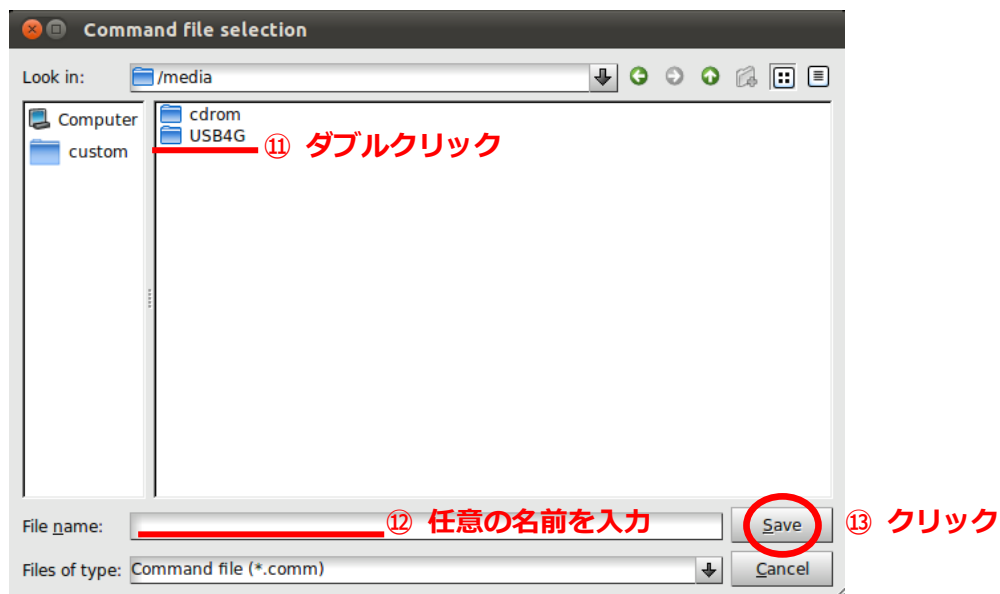 Command file selection
Look in: /media
Computer
custom
cdrom
USB4G
⑪ ダブルクリック
File name:
⑫ 任意の名前を入力
Save
⑬ クリック
Files of type: Command file (*.comm)
Cancel